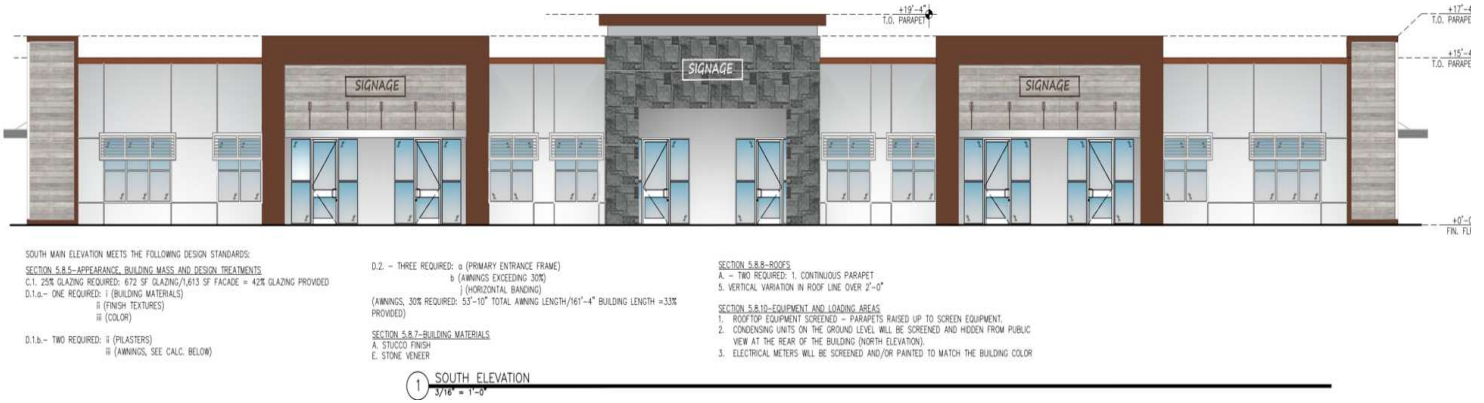 +19'-4"
T.O. PARAPET
+17'-4
T.O. PARAPE
+15'-4
T.O. PARAPE
SIGNAGE
SIGNAGE
SIGNAGE
+0'-0
FIN. FL
SOUTH MAIN ELEVATION MEETS THE FOLLOWING DESIGN STANDARDS:
SECTION 5.8.5-APPEARANCE, BUILDING MASS AND DESIGN TREATMENTS
C.1. 25% GLAZING REQUIRED: 672 SF GLAZING/1,613 SF FACADE = 42% GLAZING PROVIDED
D.1.a.- ONE REQUIRED: i (BUILDING MATERIALS)
ii (FINISH TEXTURES)
iii (COLOR)
D.1.b.- TWO REQUIRED: ii (PILASTERS)
iii (AWNINGS, SEE CALC. BELOW)
D.2. - THREE REQUIRED: a (PRIMARY ENTRANCE FRAME)
b (AWNINGS EXCEEDING 30%)
j (HORIZONTAL BANDING)
(AWNINGS, 30% REQUIRED: 53'-10" TOTAL AWNING LENGTH/161'-4" BUILDING LENGTH =33%
PROVIDED)
SECTION 5.8.7-BUILDING MATERIALS
A. STUCCO FINISH
E. STONE VENEER
SECTION 5.8.8-ROOFS
A. - TWO REQUIRED: 1. CONTINUOUS PARAPET
5. VERTICAL VARIATION IN ROOF LINE OVER 2'-0"
SECTION 5.8.10-EQUIPMENT AND LOADING AREAS
1. ROOFTOP EQUIPMENT SCREENED - PARAPETS RAISED UP TO SCREEN EQUIPMENT.
2. CONDENSING UNITS ON THE GROUND LEVEL WILL BE SCREENED AND HIDDEN FROM PUBLIC
VIEW AT THE REAR OF THE BUILDING (NORTH ELEVATION).
3. ELECTRICAL METERS WILL BE SCREENED AND/OR PAINTED TO MATCH THE BUILDING COLOR
1 SOUTH ELEVATION
3/16" = 1'-0"